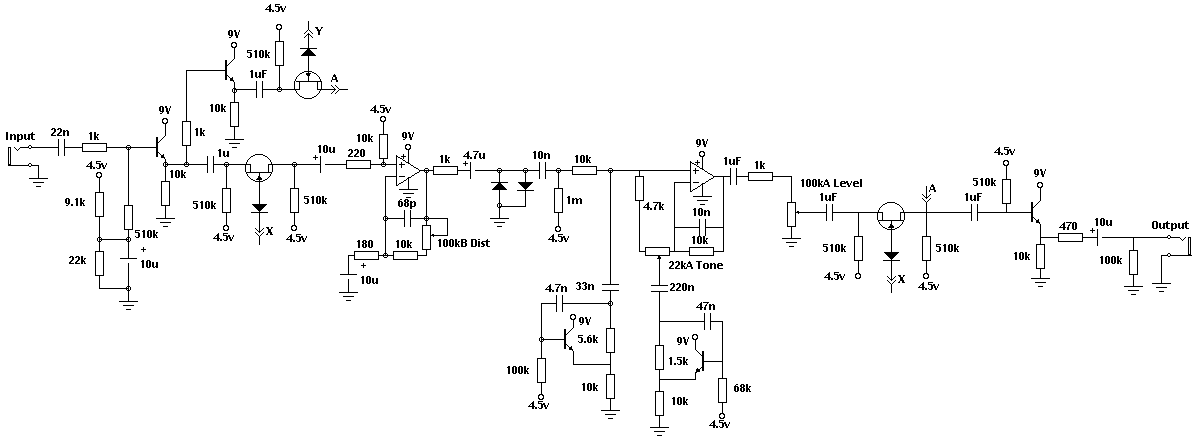 Input
22n
1k
4.5v
9.1k
22k
510k
10u
9V
10k
1k
9V
10k
1uF
510k
4.5v
Y
A
1u
510k
4.5v
X
510k
4.5v
10u
220
10k
4.5v
9V
68p
100kB Dist
180
10k
10u
1k
4.7u
10n
1m
4.5v
10k
4.7k
9V
10n
10k
22kA Tone
33n
4.7n
9V
5.6k
100k
4.5v
10k
220n
47n
9V
1.5k
10k
68k
4.5v
1uF
1k
100kA Level
1uF
510k
4.5v
X
A
510k
4.5v
1uF
510k
4.5v
9V
10k
470
10u
100k
Output